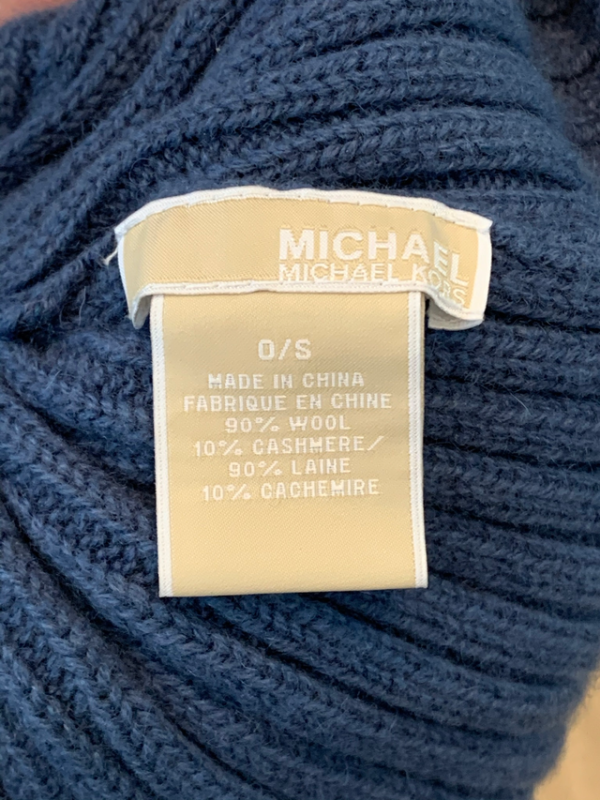 MICHAEL
MICHAEL KORS
O/S
MADE IN CHINA
FABRIQUE EN CHINE
90% WOOL
10% CASHMERE/
90% LAINE
10% CACHEMIRE